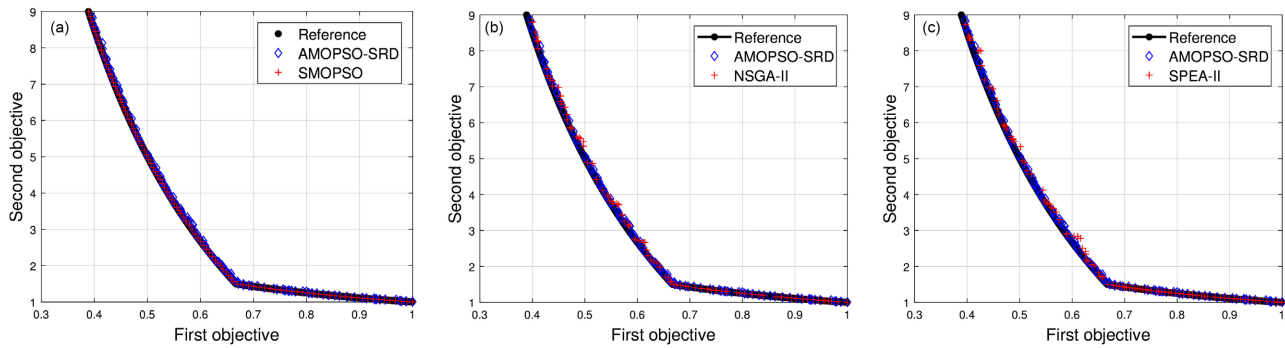 (a)
Reference
AMOPSO-SRD
SMOPSO
Second objective
9
8
7
6
5
4
3
2
1
0.3 0.4 0.5 0.6 0.7 0.8 0.9 1
First objective
(b)
Reference
AMOPSO-SRD
NSGA-II
Second objective
9
8
7
6
5
4
3
2
1
0.3 0.4 0.5 0.6 0.7 0.8 0.9 1
First objective
(c)
Reference
AMOPSO-SRD
SPEA-II
Second objective
9
8
7
6
5
4
3
2
1
0.3 0.4 0.5 0.6 0.7 0.8 0.9 1
First objective